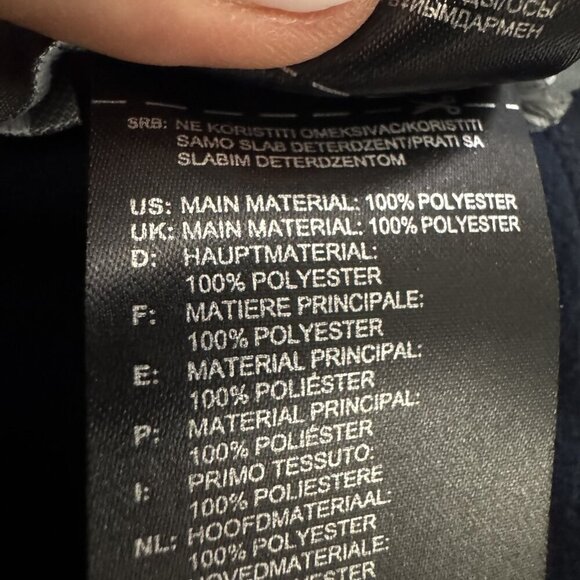 SRB: NE KORISTITI OMEKSIVAC/KORISTITI
SAMO SLAB DETERDZENT/PRATI SA
SLABIM DETERDZENTOM
US: MAIN MATERIAL: 100% POLYESTER
UK: MAIN MATERIAL: 100% POLYESTER
D: HAUPTMATERIAL:
100% POLYESTER
F: MATIERE PRINCIPALE:
100% POLYESTER
E: MATERIAL PRINCIPAL:
100% POLIÉSTER
P: MATERIAL PRINCIPAL:
100% POLIÉSTER
I: PRIMO TESSUTO:
100% POLIESTERE
NL: HOOFDMATERIAAL:
100% POLYESTER
HOVEDMATERIALE: